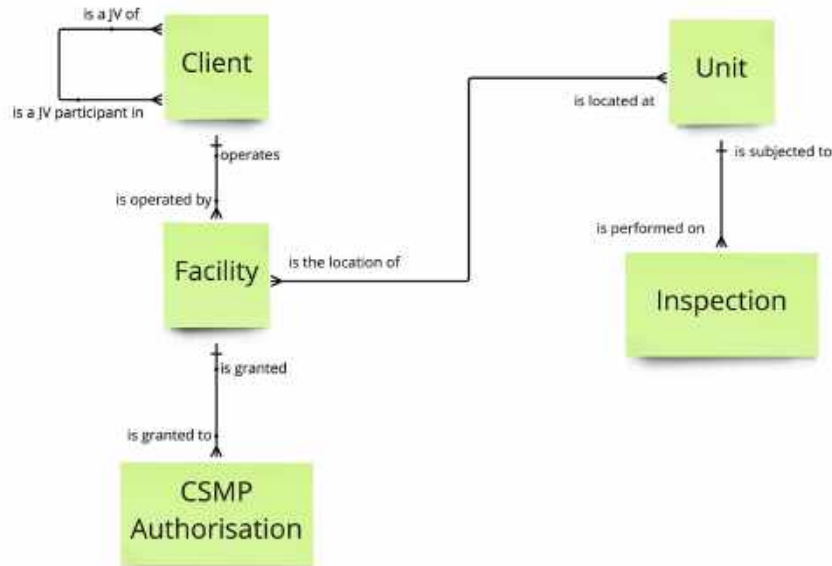 is a JV of
Client
Unit
is a JV participant in
is located at
operates
is subjected to
is operated by
is performed on
Facility
is the location of
Inspection
is granted
is granted to
CSMP
Authorisation